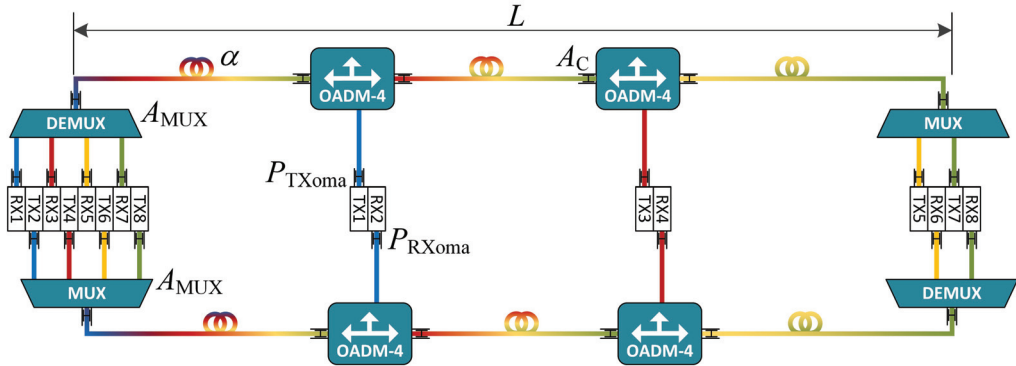 L
α
OADM-4
A_C
OADM-4
DEMUX
A_MUX
MUX
P_TXoma
RX1
TX2
RX3
TX4
RX5
TX6
RX7
TX8
TX1
RX2
TX3
RX4
TX5
RX6
TX7
RX8
P_RXoma
MUX
A_MUX
OADM-4
OADM-4
DEMUX